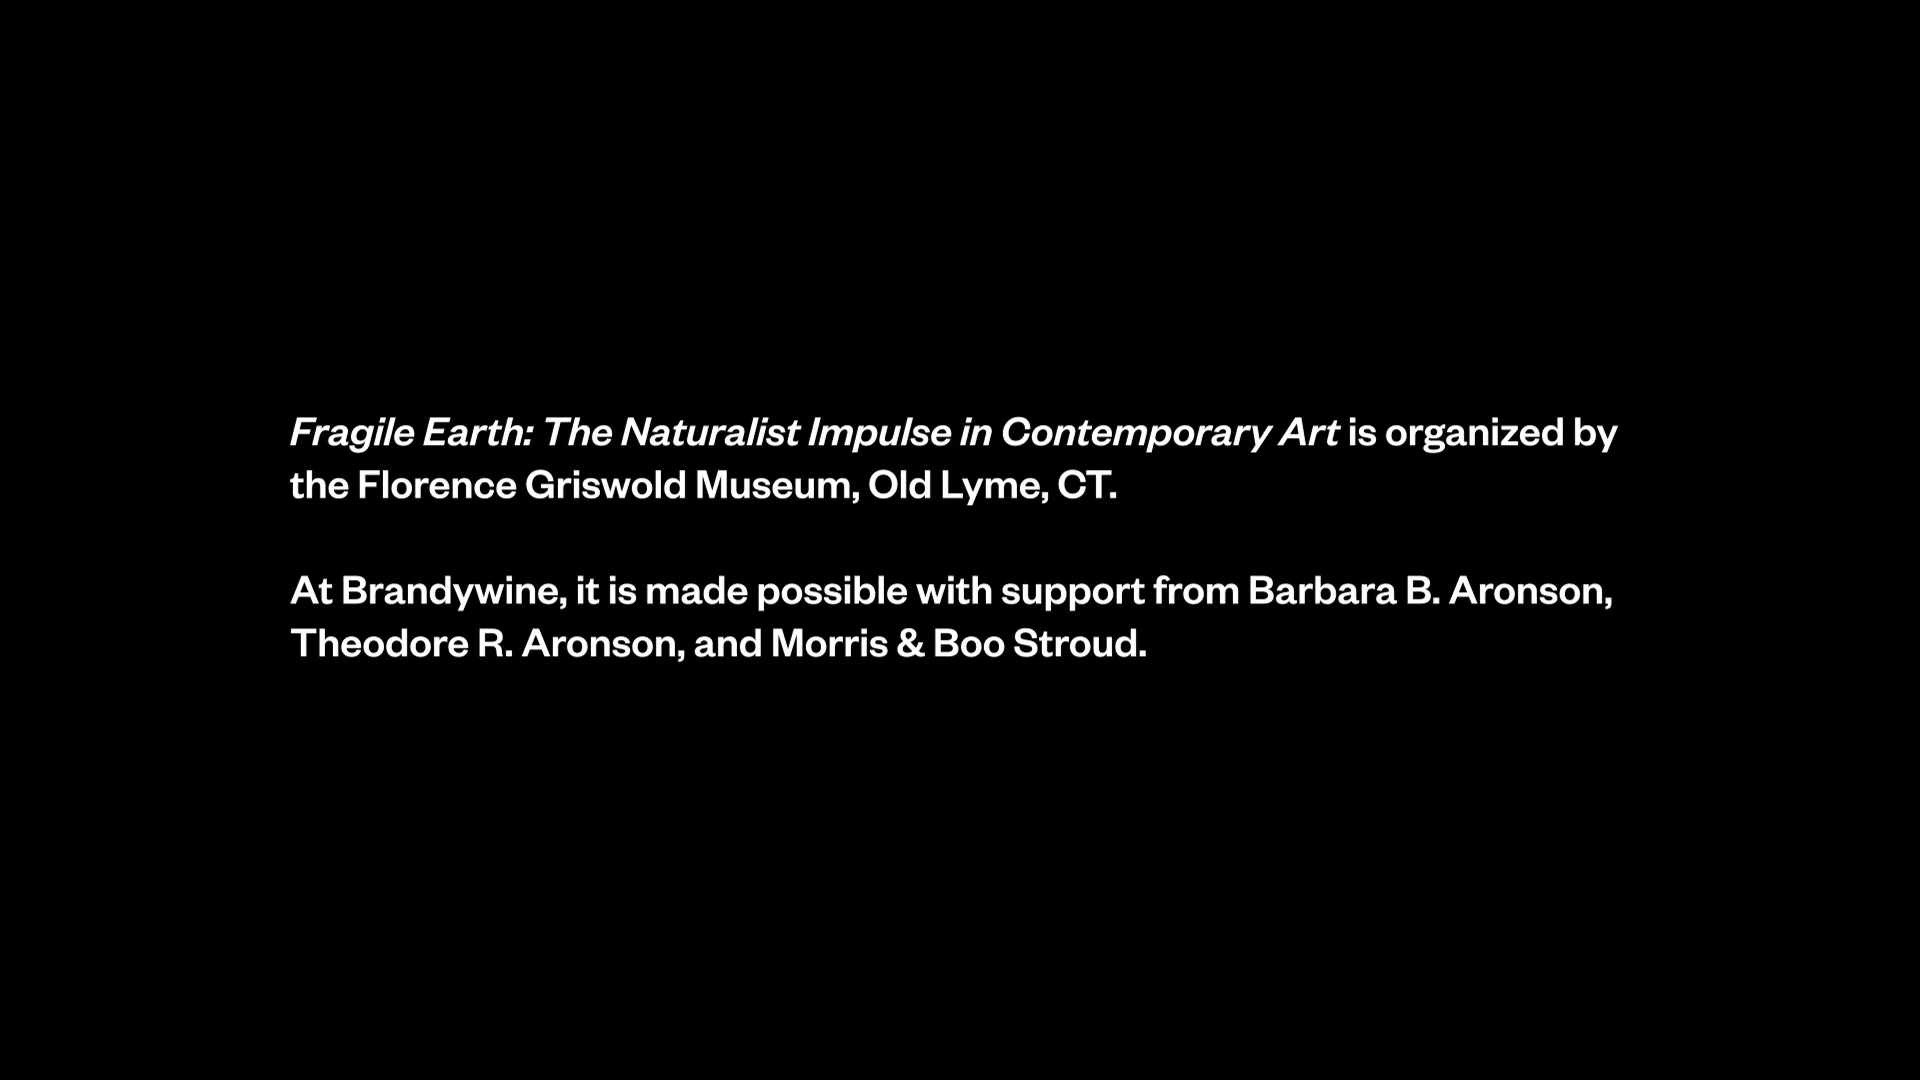 Fragile Earth: The Naturalist Impulse in Contemporary Art is organized by
the Florence Griswold Museum, Old Lyme, CT.
At Brandywine, it is made possible with support from Barbara B. Aronson,
Theodore R. Aronson, and Morris & Boo Stroud.